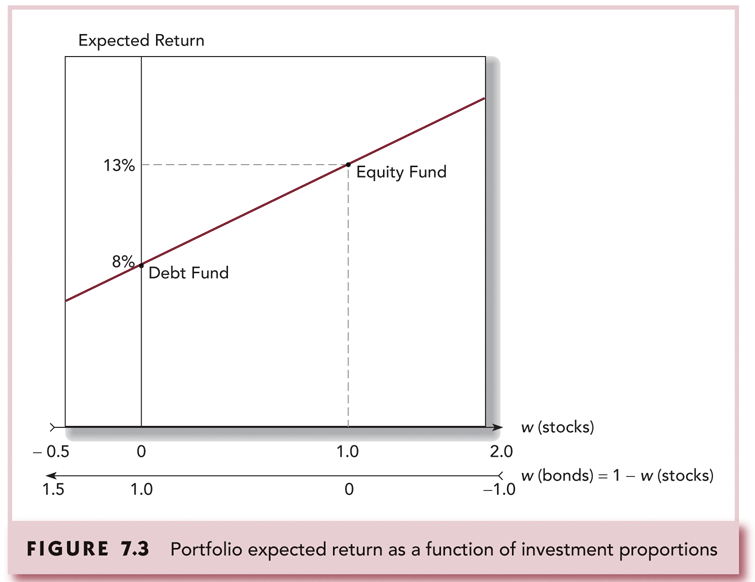 Expected Return
13%
Equity Fund
8%
Debt Fund
w (stocks)
– 0.5 0 1.0 2.0
w (bonds) = 1 – w (stocks)
1.5 1.0 0 –1.0
FIGURE 7.3 Portfolio expected return as a function of investment proportions